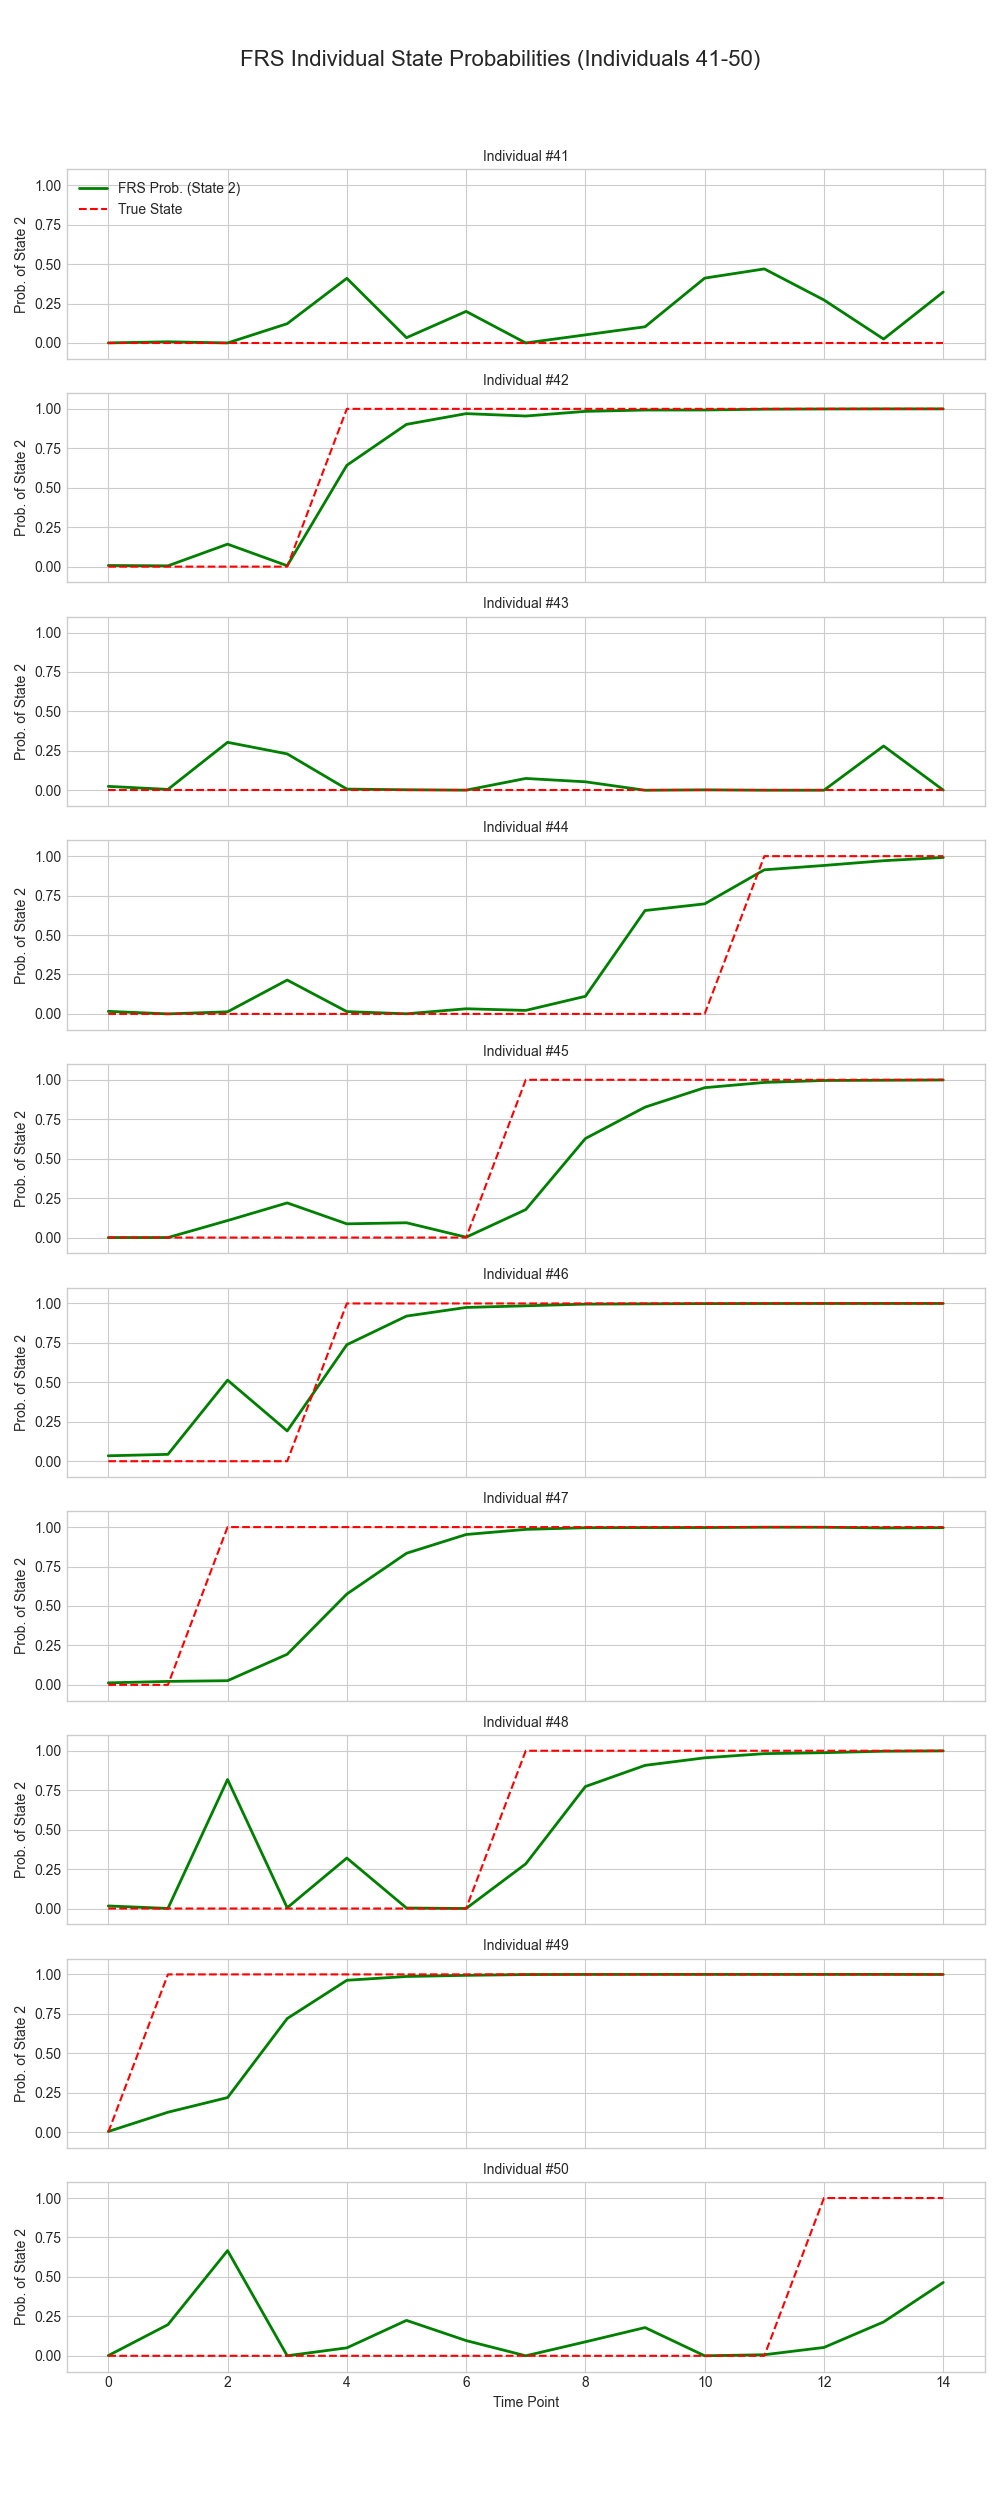 FRS Individual State Probabilities (Individuals 41-50)
Individual #41
FRS Prob. (State 2)
True State
1.00
0.75
0.50
0.25
0.00
Prob. of State 2
Individual #42
1.00
0.75
0.50
0.25
0.00
Prob. of State 2
Individual #43
1.00
0.75
0.50
0.25
0.00
Prob. of State 2
Individual #44
1.00
0.75
0.50
0.25
0.00
Prob. of State 2
Individual #45
1.00
0.75
0.50
0.25
0.00
Prob. of State 2
Individual #46
1.00
0.75
0.50
0.25
0.00
Prob. of State 2
Individual #47
1.00
0.75
0.50
0.25
0.00
Prob. of State 2
Individual #48
1.00
0.75
0.50
0.25
0.00
Prob. of State 2
Individual #49
1.00
0.75
0.50
0.25
0.00
Prob. of State 2
Individual #50
1.00
0.75
0.50
0.25
0.00
Prob. of State 2
0 2 4 6 8 10 12 14
Time Point